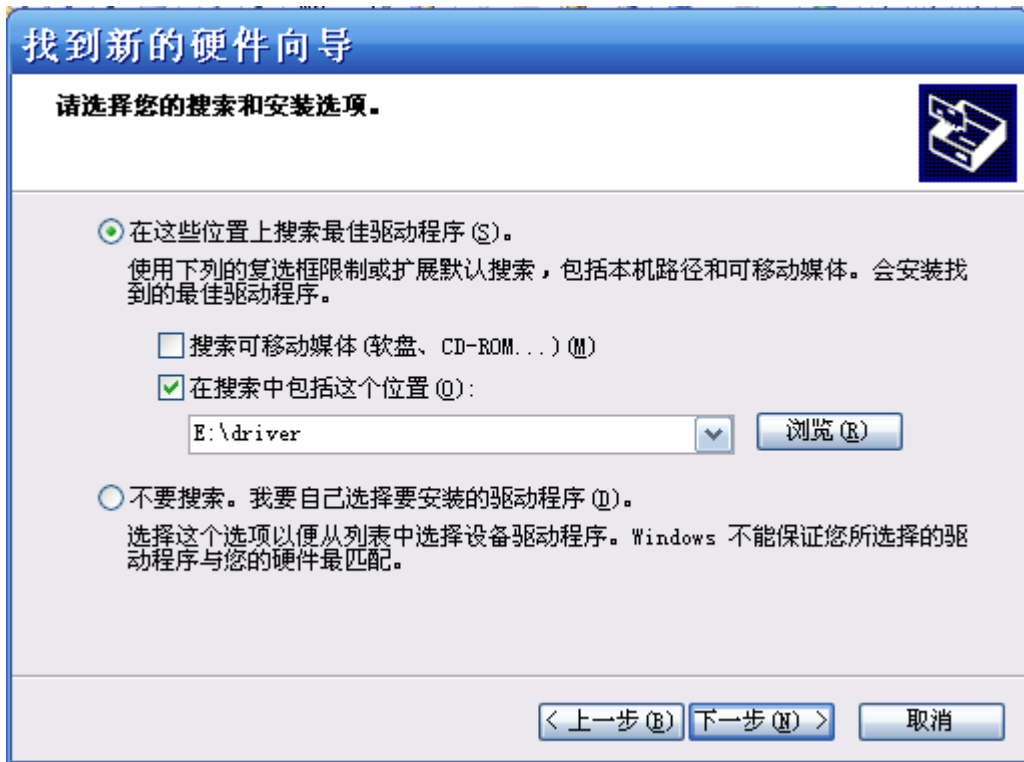 找到新的硬件向导
请选择您的搜索和安装选项。
在这些位置上搜索最佳驱动程序(S)。
使用下列的复选框限制或扩展默认搜索，包括本机路径和可移动媒体。会安装找
到的最佳驱动程序。
搜索可移动媒体(软盘、CD-ROM...)(M)
在搜索中包括这个位置(O):
E:\driver
浏览(R)
不要搜索。我要自己选择要安装的驱动程序(D)。
选择这个选项以便从列表中选择设备驱动程序。Windows 不能保证您所选择的驱
动程序与您的硬件最匹配。
< 上一步(B) 下一步(N) > 取消